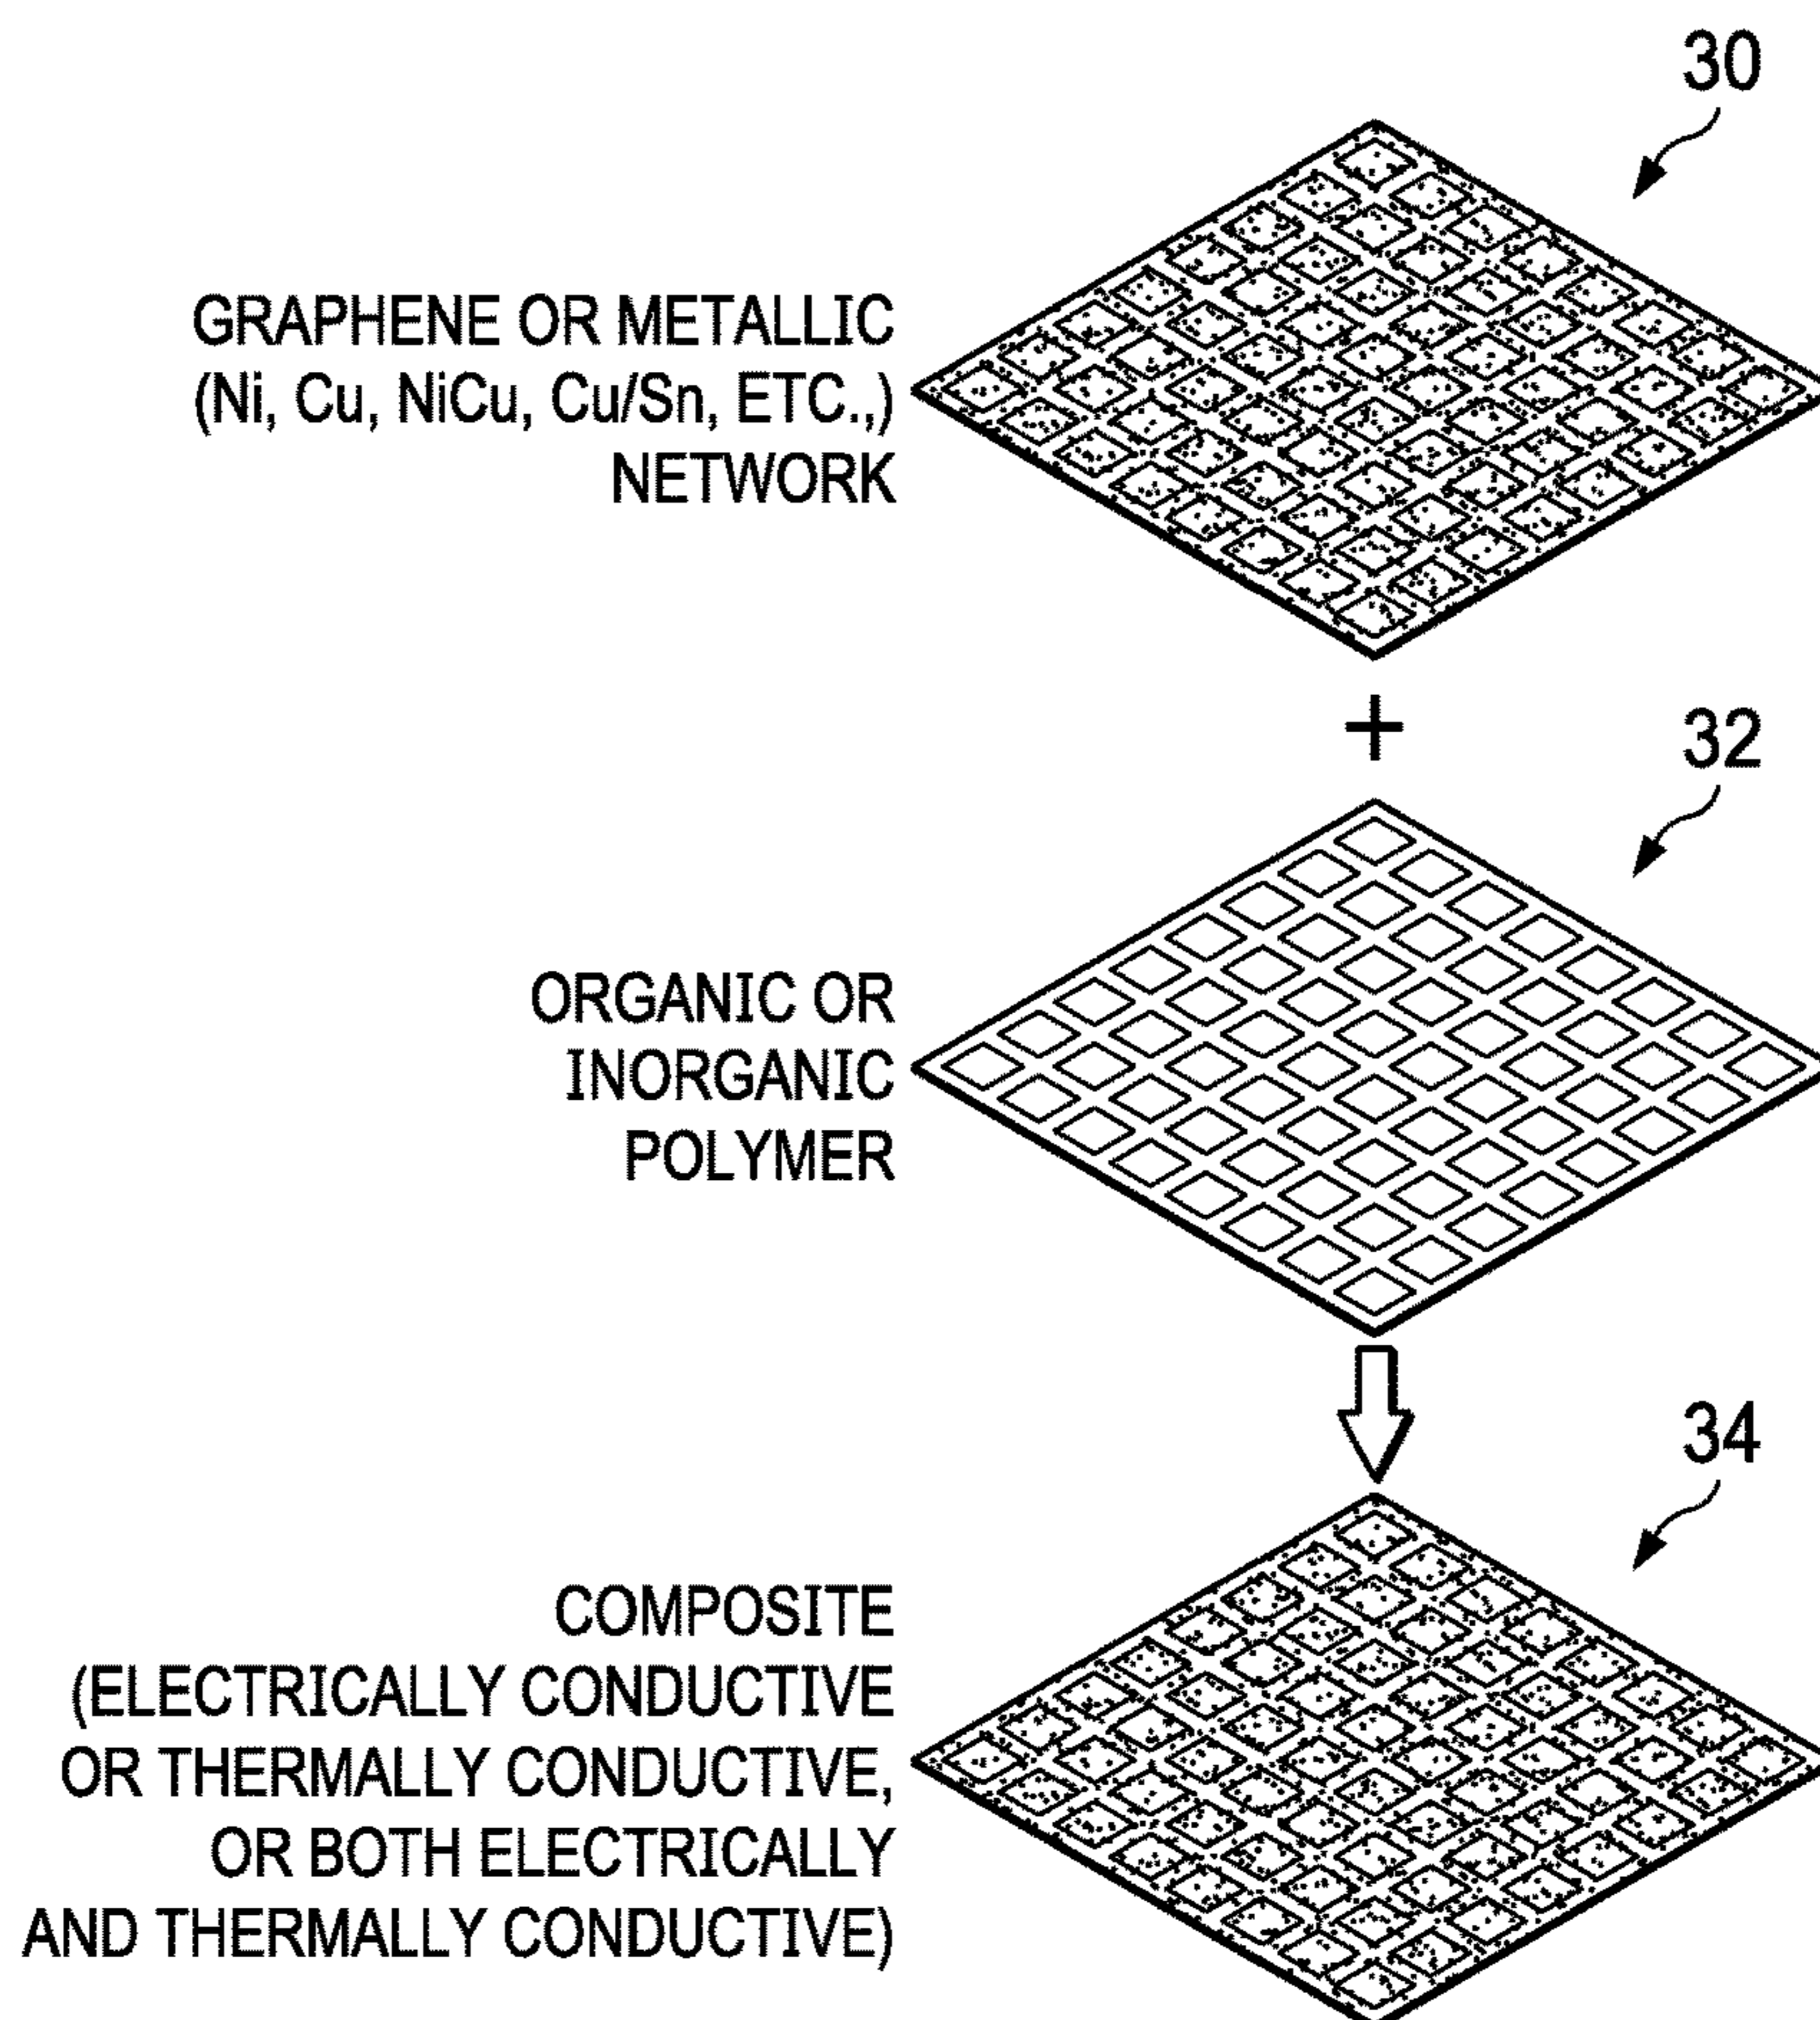 30
GRAPHENE OR METALLIC
(Ni, Cu, NiCu, Cu/Sn, ETC.,)
NETWORK
+
32
ORGANIC OR
INORGANIC
POLYMER
34
COMPOSITE
(ELECTRICALLY CONDUCTIVE
OR THERMALLY CONDUCTIVE,
OR BOTH ELECTRICALLY
AND THERMALLY CONDUCTIVE)